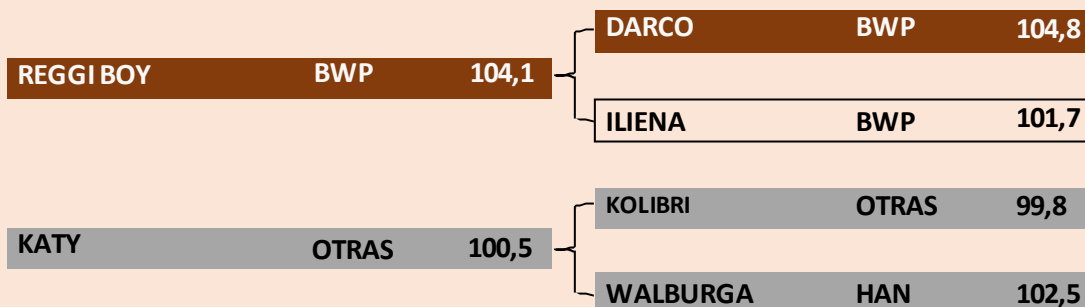 DARCO BWP 104,8
REGGI BOY BWP 104,1
ILIENA BWP 101,7
KOLIBRI OTRAS 99,8
KATY OTRAS 100,5
WALBURGA HAN 102,5